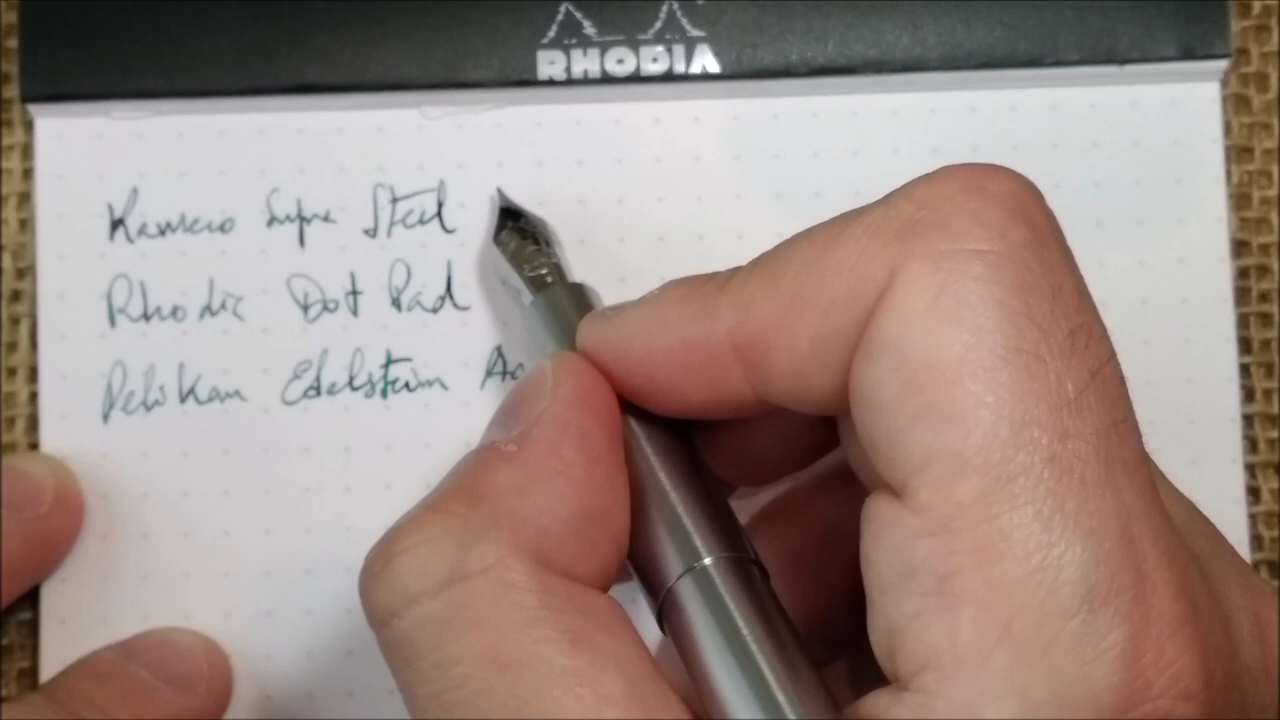 RHODIA
Kaweco Supra Steel
Rhodia Dot Pad
Pelikan Edelstein